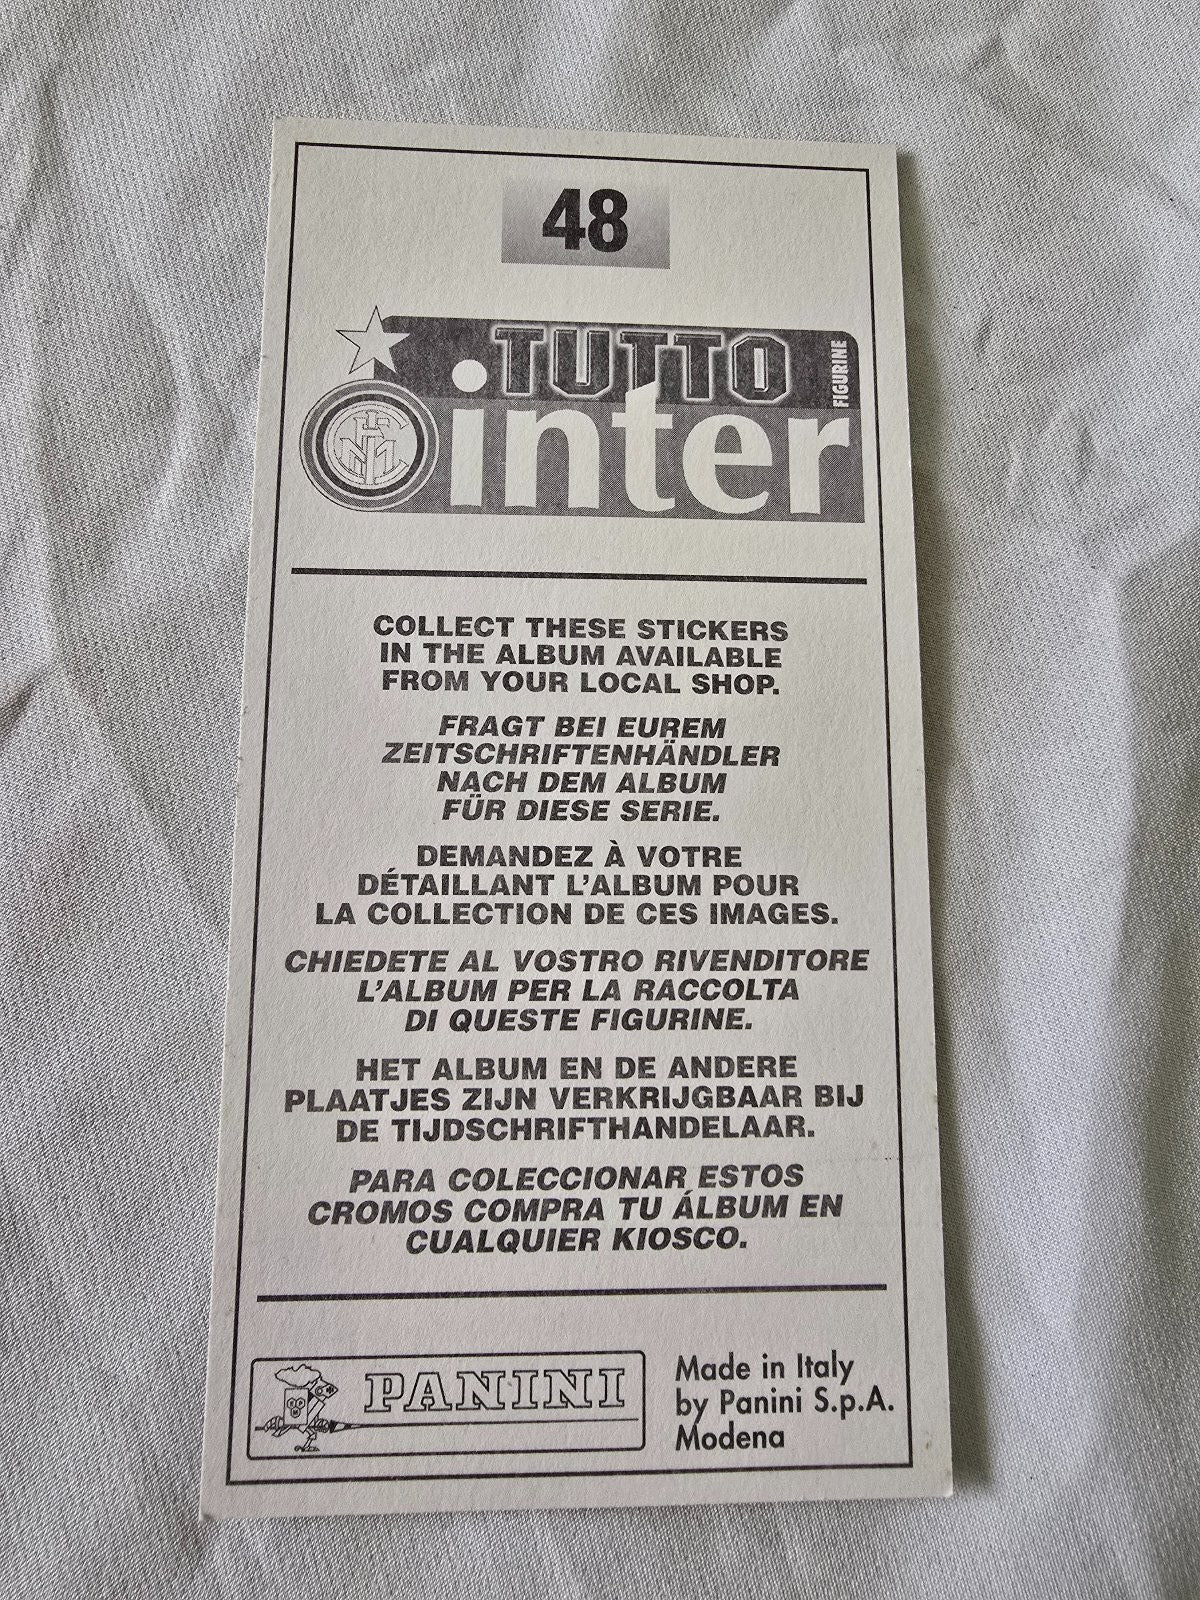 48
TUTTO
FIGURINE
inter
COLLECT THESE STICKERS
IN THE ALBUM AVAILABLE
FROM YOUR LOCAL SHOP.
FRAGT BEI EUREM
ZEITSCHRIFTENHÄNDLER
NACH DEM ALBUM
FÜR DIESE SERIE.
DEMANDEZ À VOTRE
DÉTAILLANT L'ALBUM POUR
LA COLLECTION DE CES IMAGES.
CHIEDETE AL VOSTRO RIVENDITORE
L'ALBUM PER LA RACCOLTA
DI QUESTE FIGURINE.
HET ALBUM EN DE ANDERE
PLAATJES ZIJN VERKRIJGBAAR BIJ
DE TIJDSCHRIFTHANDELAAR.
PARA COLECCIONAR ESTOS
CROMOS COMPRA TU ÁLBUM EN
CUALQUIER KIOSCO.
PANINI
Made in Italy
by Panini S.p.A.
Modena